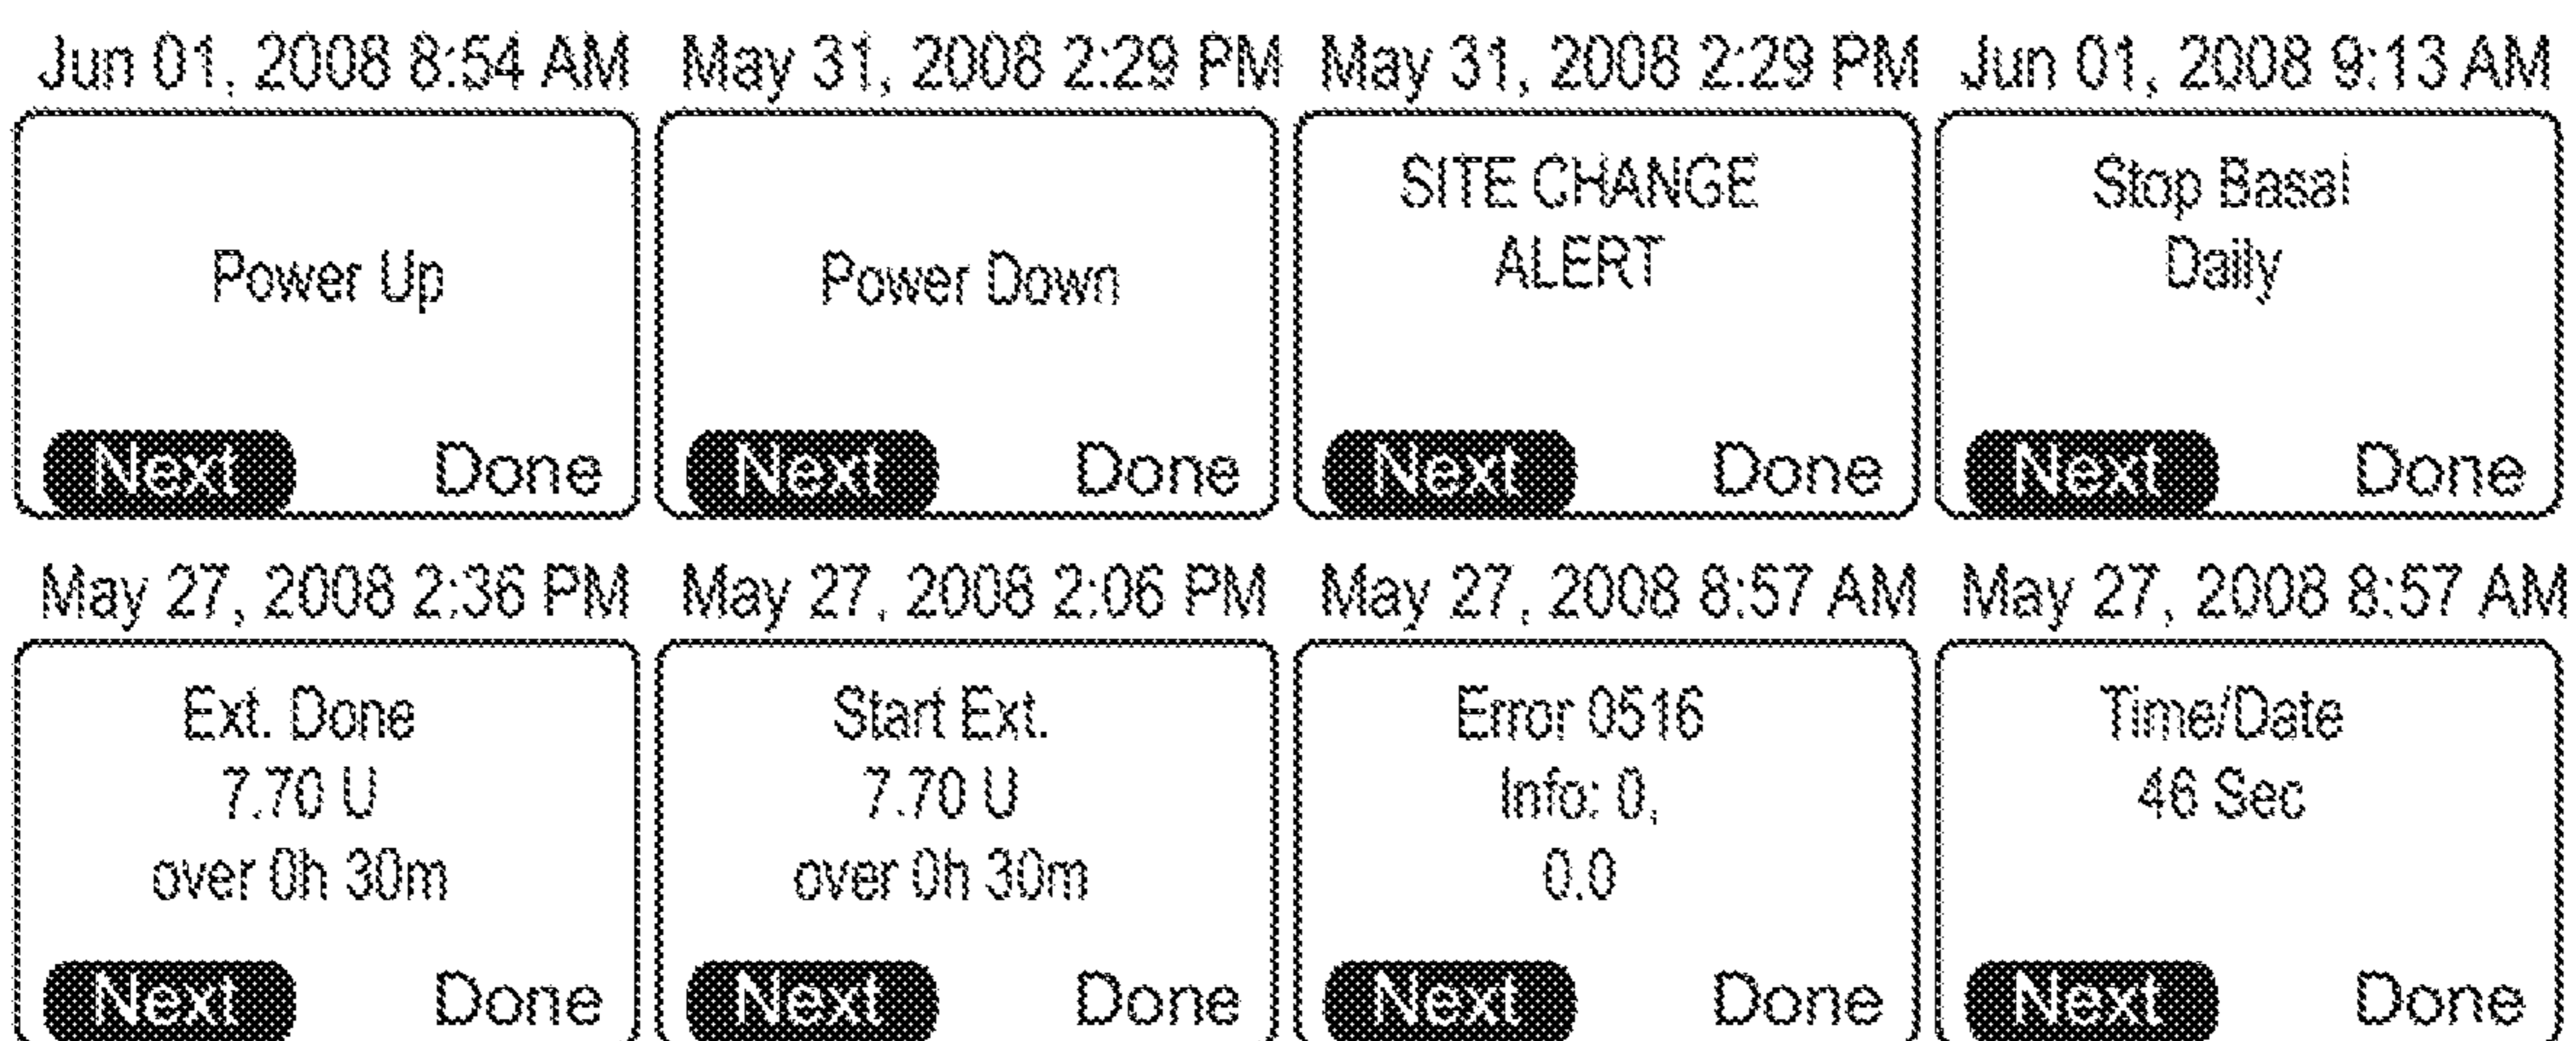 Jun 01, 2008 8:54 AM
Power Up
Next Done
May 31, 2008 2:29 PM
Power Down
Next Done
May 31, 2008 2:29 PM
SITE CHANGE
ALERT
Next Done
Jun 01, 2008 9:13 AM
Stop Basal
Daily
Next Done
May 27, 2008 2:36 PM
Ext. Done
7.70 U
over 0h 30m
Next Done
May 27, 2008 2:06 PM
Start Ext.
7.70 U
over 0h 30m
Next Done
May 27, 2008 8:57 AM
Error 0516
Info: 0,
0.0
Next Done
May 27, 2008 8:57 AM
Time/Date
46 Sec
Next Done